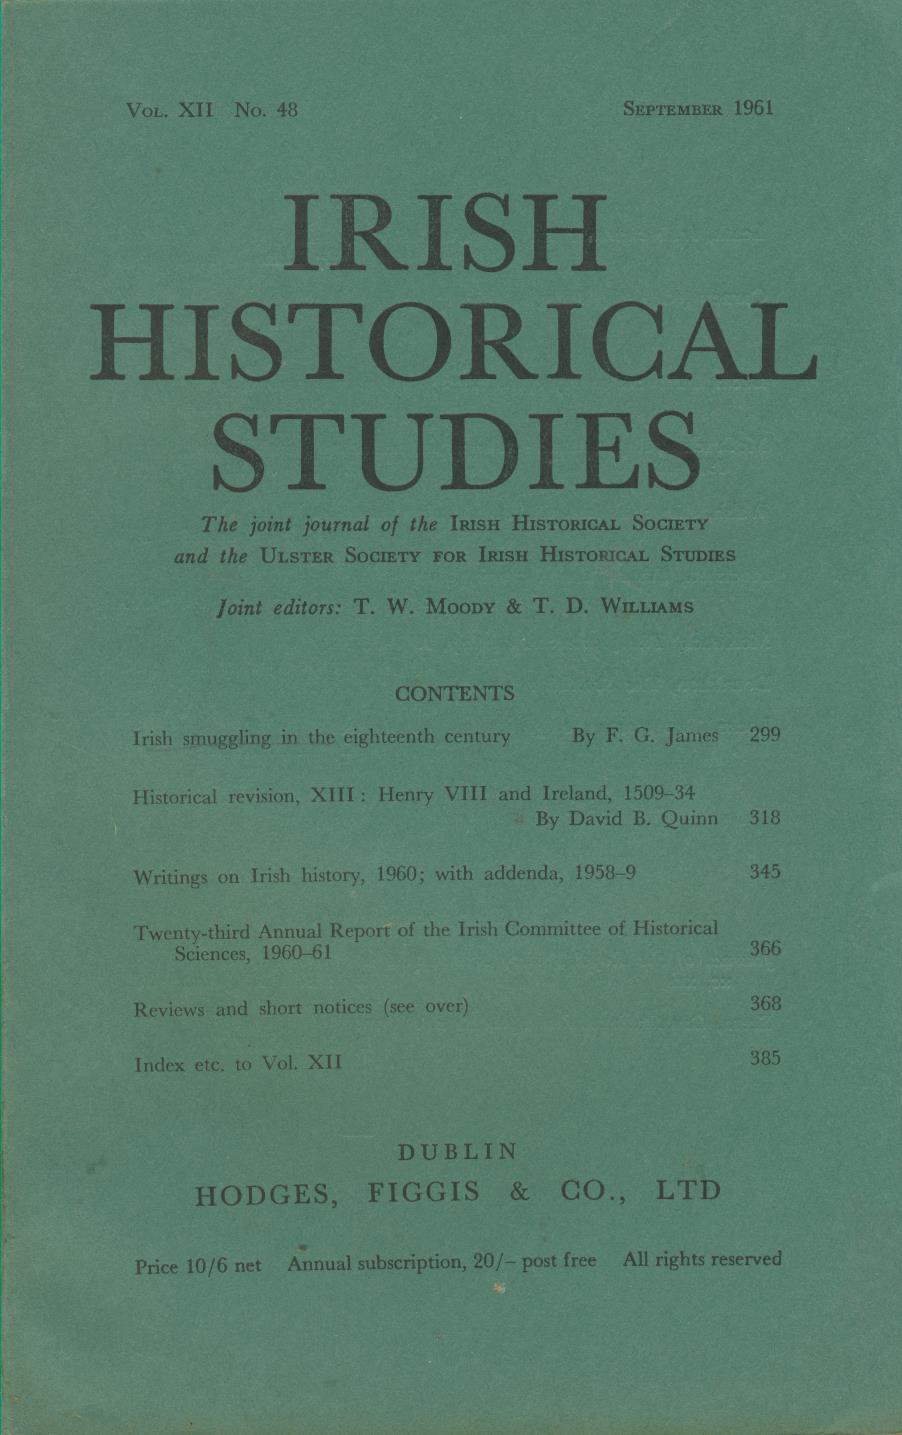 Vol. XII No. 48
September 1961
IRISH
HISTORICAL
STUDIES
The joint journal of the Irish Historical Society
and the Ulster Society for Irish Historical Studies
Joint editors: T. W. Moody & T. D. Williams
CONTENTS
Irish smuggling in the eighteenth century By F. G. James 299
Historical revision, XIII: Henry VIII and Ireland, 1509–34
By David B. Quinn 318
Writings on Irish history, 1960; with addenda, 1958–9 345
Twenty-third Annual Report of the Irish Committee of Historical
Sciences, 1960–61 366
Reviews and short notices (see over) 368
Index etc. to Vol. XII 385
DUBLIN
HODGES, FIGGIS & CO., LTD
Price 10/6 net Annual subscription, 20/– post free All rights reserved